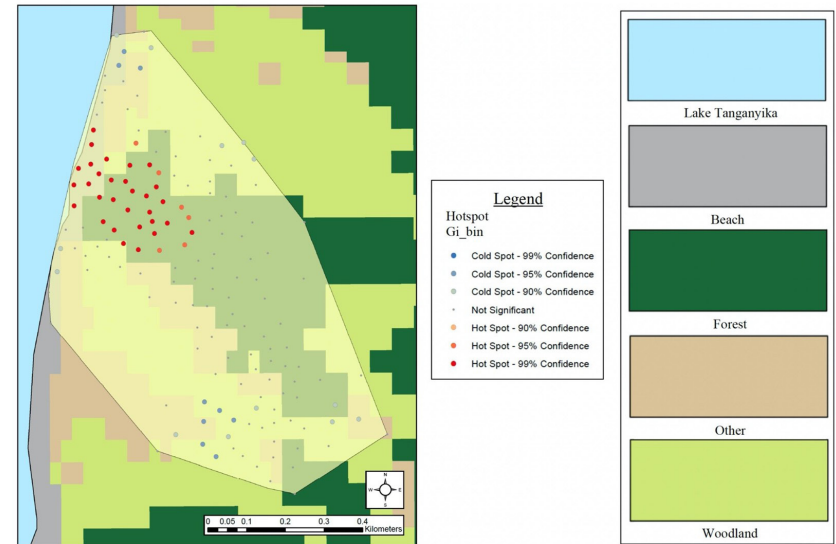 N
W
E
S
0 0.05 0.1 0.2 0.3 0.4
Kilometers
Legend
Hotspot
Gi_bin
Cold Spot - 99% Confidence
Cold Spot - 95% Confidence
Cold Spot - 90% Confidence
Not Significant
Hot Spot - 90% Confidence
Hot Spot - 95% Confidence
Hot Spot - 99% Confidence
Lake Tanganyika
Beach
Forest
Other
Woodland